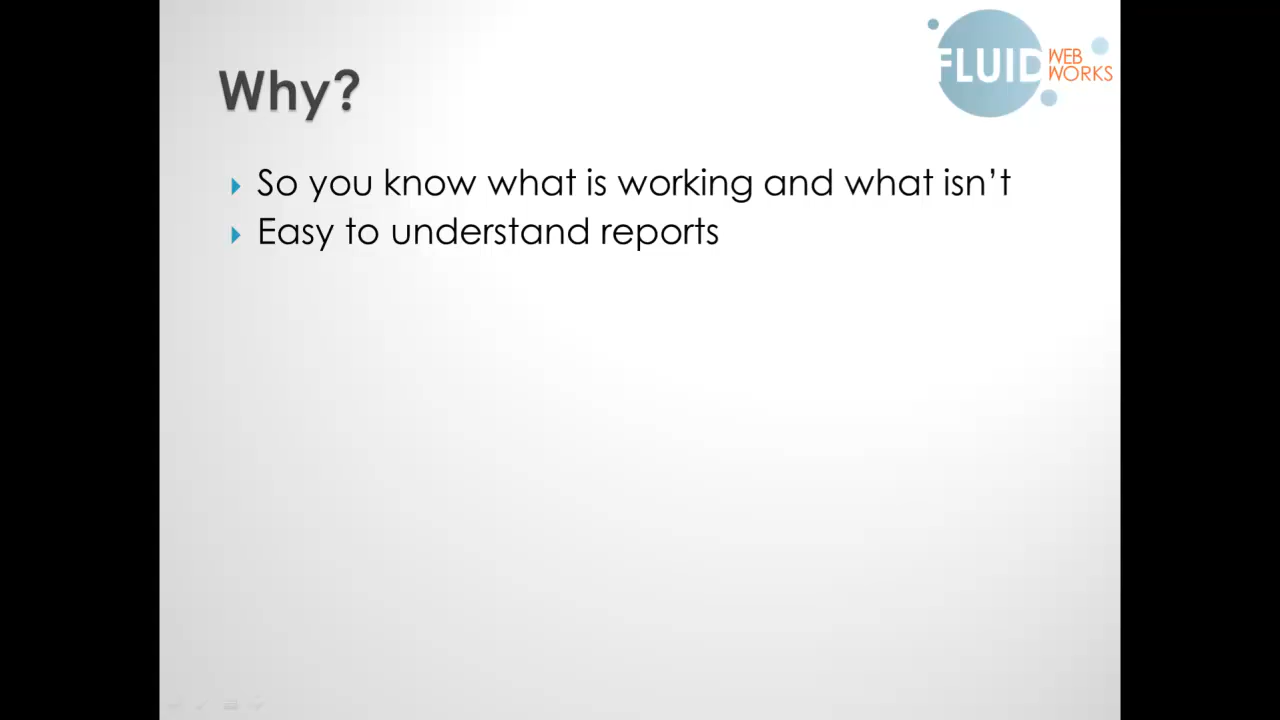 FLUID WEB
WORKS
Why?
So you know what is working and what isn't
Easy to understand reports